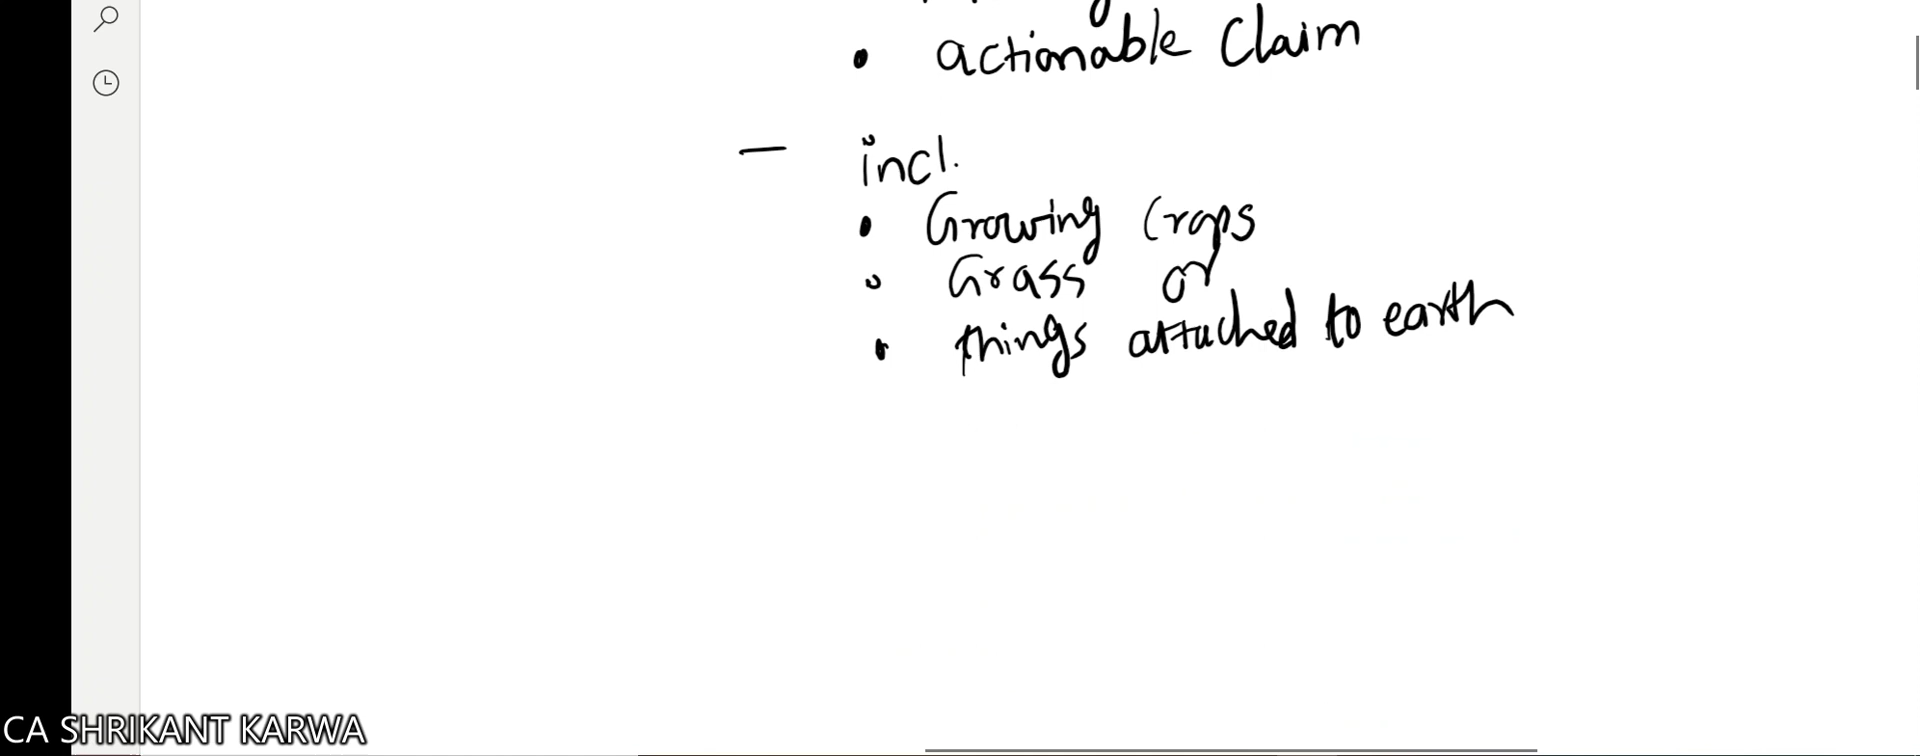 • actionable Claim
— incl.
• Growing Crops
• Grass or
• things attached to earth
CA SHRIKANT KARWA